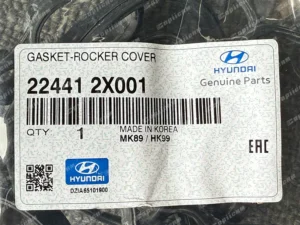 GASKET-ROCKER COVER
22441 2X001
HYUNDAI
Genuine Parts
QTY 1
MADE IN KOREA
MK89 / HK99
EAC
HYUNDAI
DZIA65101800